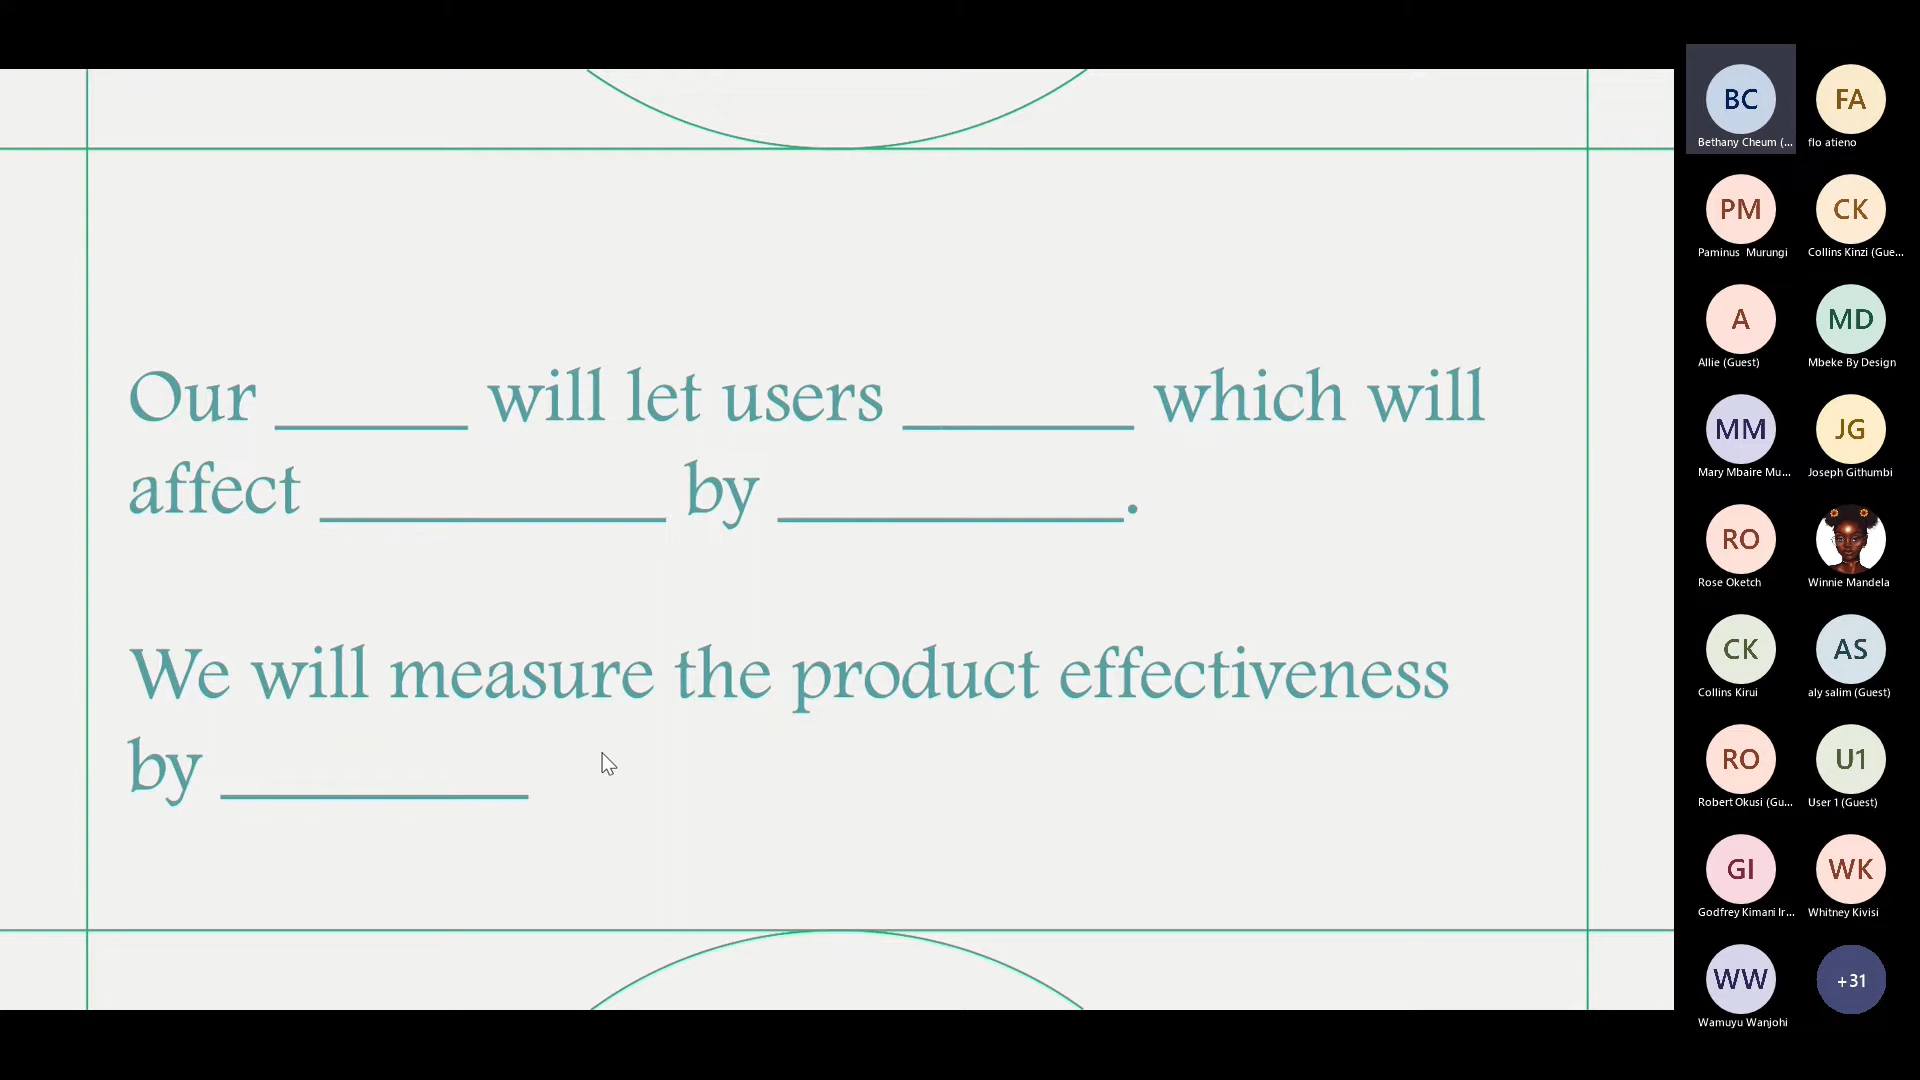 Our _____ will let users ______ which will
affect _________ by _________.
We will measure the product effectiveness
by ________
BC
FA
Bethany Cheum (...
flo atieno
PM
CK
Paminus Murungi
Collins Kinzi (Gue...
A
MD
Allie (Guest)
Mbeke By Design
MM
JG
Mary Mbaire Mu...
Joseph Githumbi
RO
Rose Oketch
Winnie Mandela
CK
AS
Collins Kirui
aly salim (Guest)
RO
U1
Robert Okusi (Gu...
User 1 (Guest)
GI
WK
Godfrey Kimani Ir...
Whitney Kivisi
WW
+31
Wamuyu Wanjohi